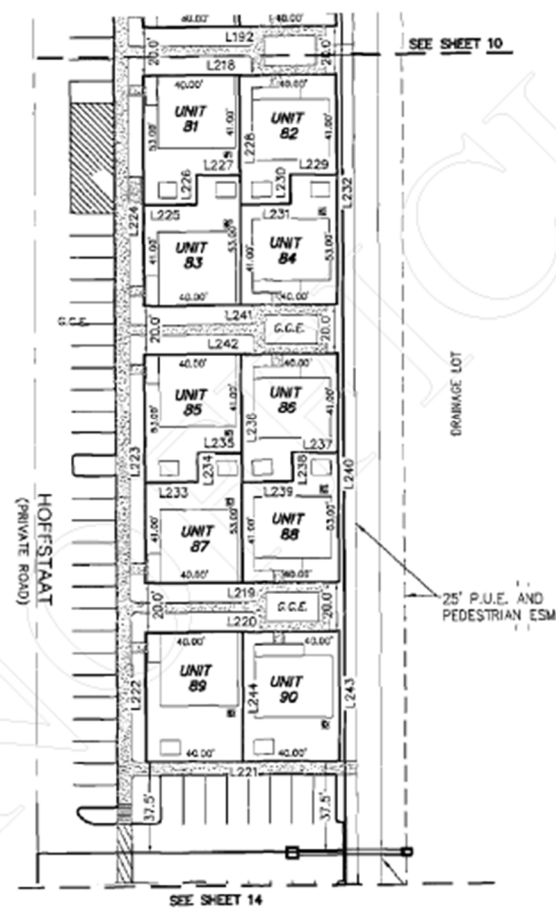 40.00' 40.00'
L192
20.0' 20.0'
SEE SHEET 10
L218
40.00' 40.00'
UNIT 81
UNIT 82
53.00' 41.00' L228 41.00'
L227 L229
L226 L230
L232
L225 L231
L224
UNIT 83
UNIT 84
41.00' 53.00' 41.00' 53.00'
40.00' 40.00'
L241
G.C.E.
20.0' G.C.E. 20.0'
L242
40.00' 40.00'
UNIT 85
UNIT 86
53.00' 41.00' L236 41.00'
L235 L237
L234 L238
L223 L240
L233 L239
UNIT 87
UNIT 88
41.00' 53.00' 41.00' 53.00'
40.00' 40.00'
L219
20.0' G.C.E. 20.0'
L220
40.00' 40.00'
UNIT 89
UNIT 90
L222 L244 L243
40.00' 40.00'
L221
37.5' 37.5'
HOFFSTAAT
(PRIVATE ROAD)
DRAINAGE LOT
25' P.U.E. AND
PEDESTRIAN ESM
SEE SHEET 14